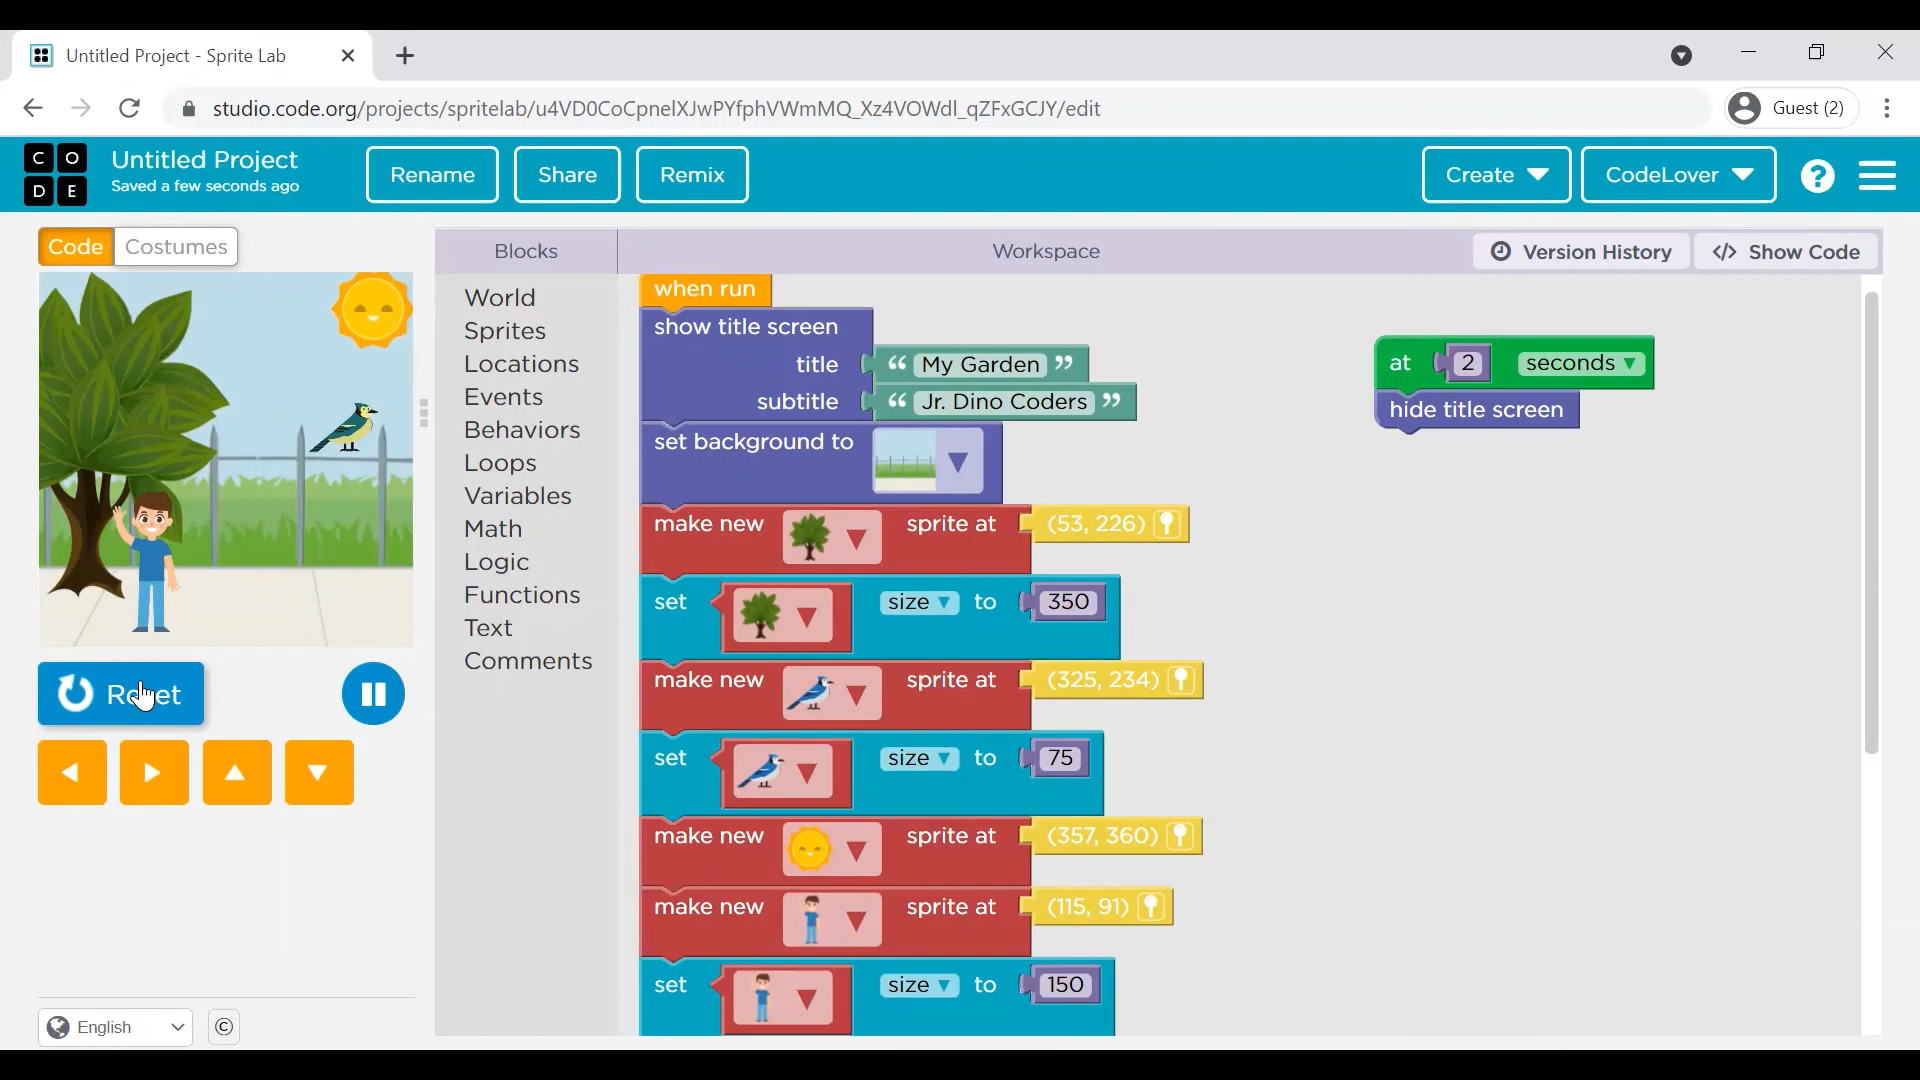 Untitled Project - Sprite Lab
studio.code.org/projects/spritelab/u4VD0CoCpnelXJwPYfphVWmMQ_Xz4VOWdl_qZFxGCJY/edit
Guest (2)
C O
D E
Untitled Project
Saved a few seconds ago
Rename
Share
Remix
Create
CodeLover
?
Code
Costumes
Blocks
Workspace
Version History
</> Show Code
World
Sprites
Locations
Events
Behaviors
Loops
Variables
Math
Logic
Functions
Text
Comments
when run
show title screen
title “ My Garden ”
subtitle “ Jr. Dino Coders ”
set background to
make new sprite at (53, 226)
set size to 350
make new sprite at (325, 234)
set size to 75
make new sprite at (357, 360)
make new sprite at (115, 91)
set size to 150
at 2 seconds
hide title screen
Reset
English
©